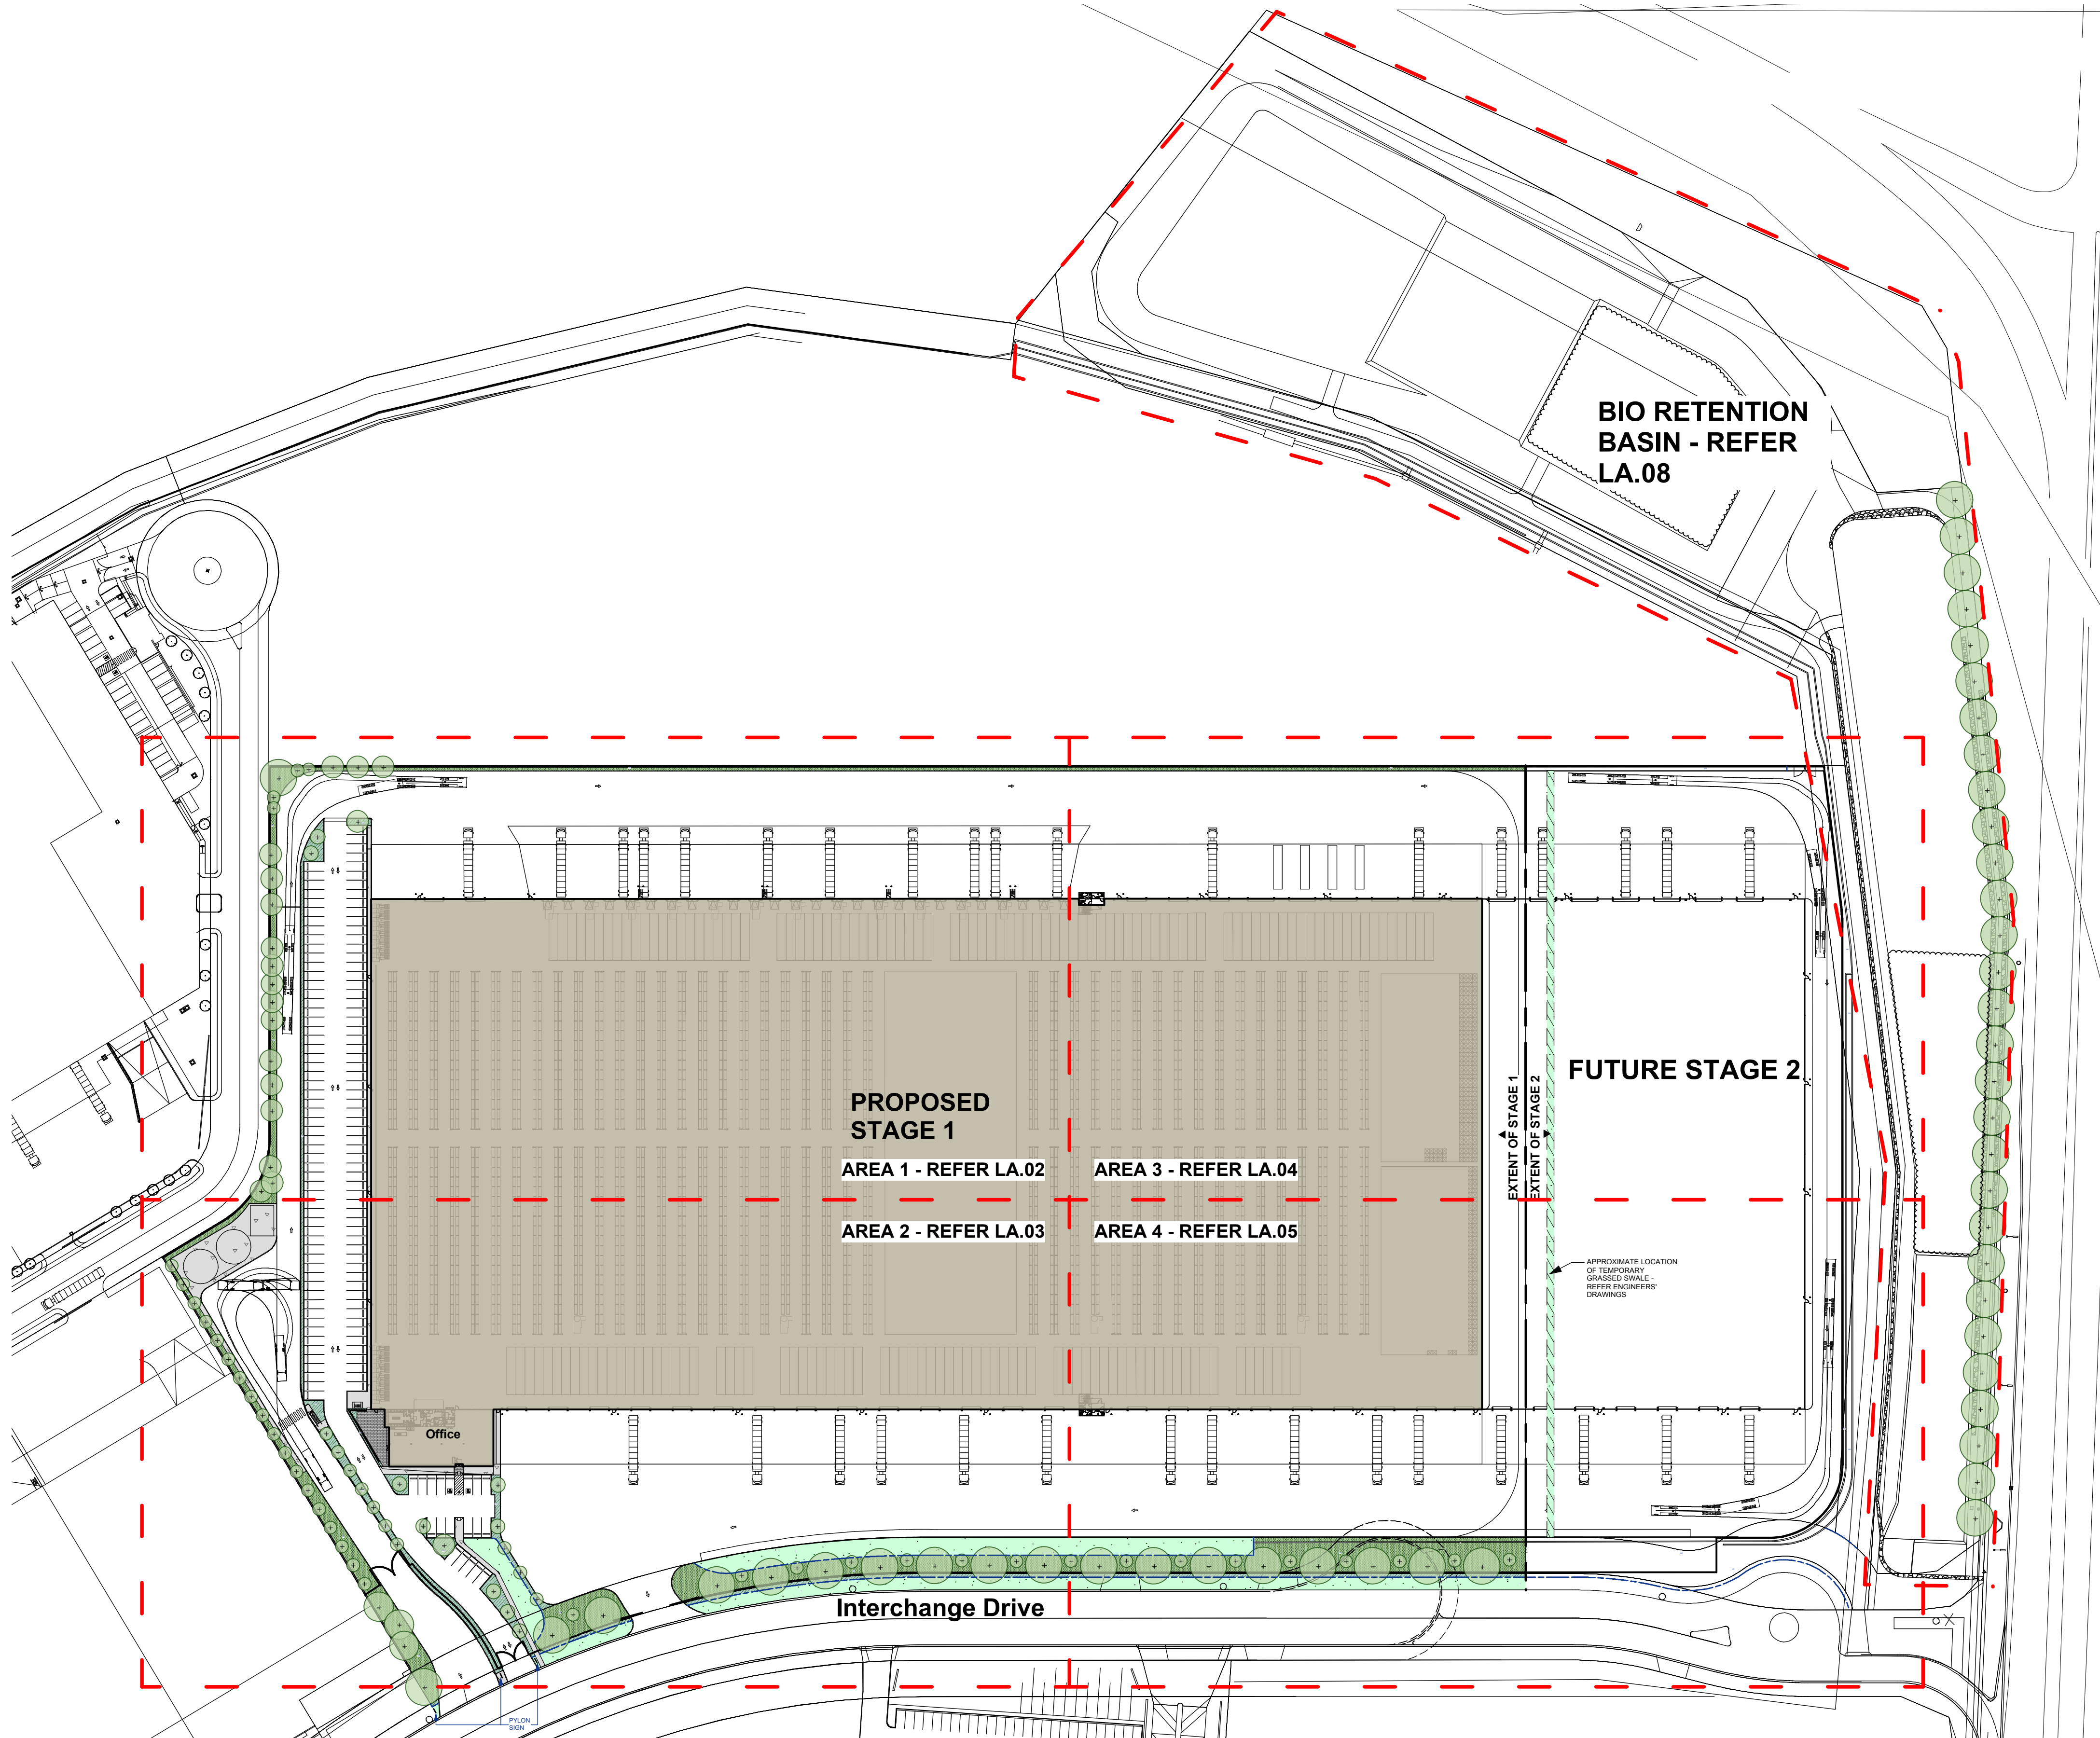 BIO RETENTION
BASIN - REFER
LA.08
FUTURE STAGE 2
PROPOSED
STAGE 1
EXTENT OF STAGE 1
EXTENT OF STAGE 2
AREA 1 - REFER LA.02
AREA 3 - REFER LA.04
AREA 2 - REFER LA.03
AREA 4 - REFER LA.05
APPROXIMATE LOCATION
OF TEMPORARY
GRASSED SWALE -
REFER ENGINEERS'
DRAWINGS
Office
Interchange Drive
PYLON
SIGN